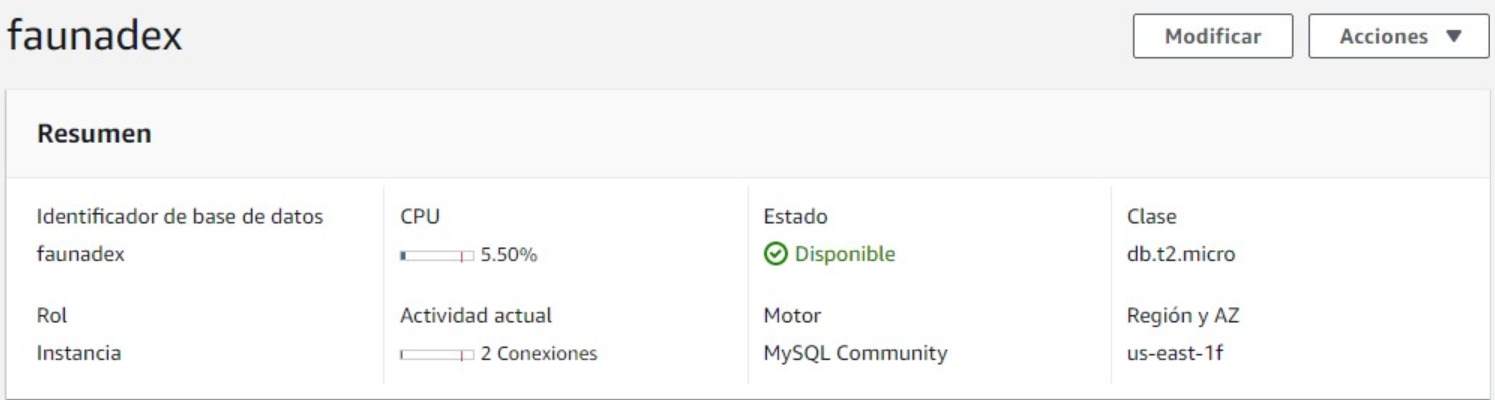 faunadex
Modificar
Acciones
Resumen
Identificador de base de datos
faunadex
CPU
5.50%
Estado
Disponible
Clase
db.t2.micro
Rol
Instancia
Actividad actual
2 Conexiones
Motor
MySQL Community
Región y AZ
us-east-1f